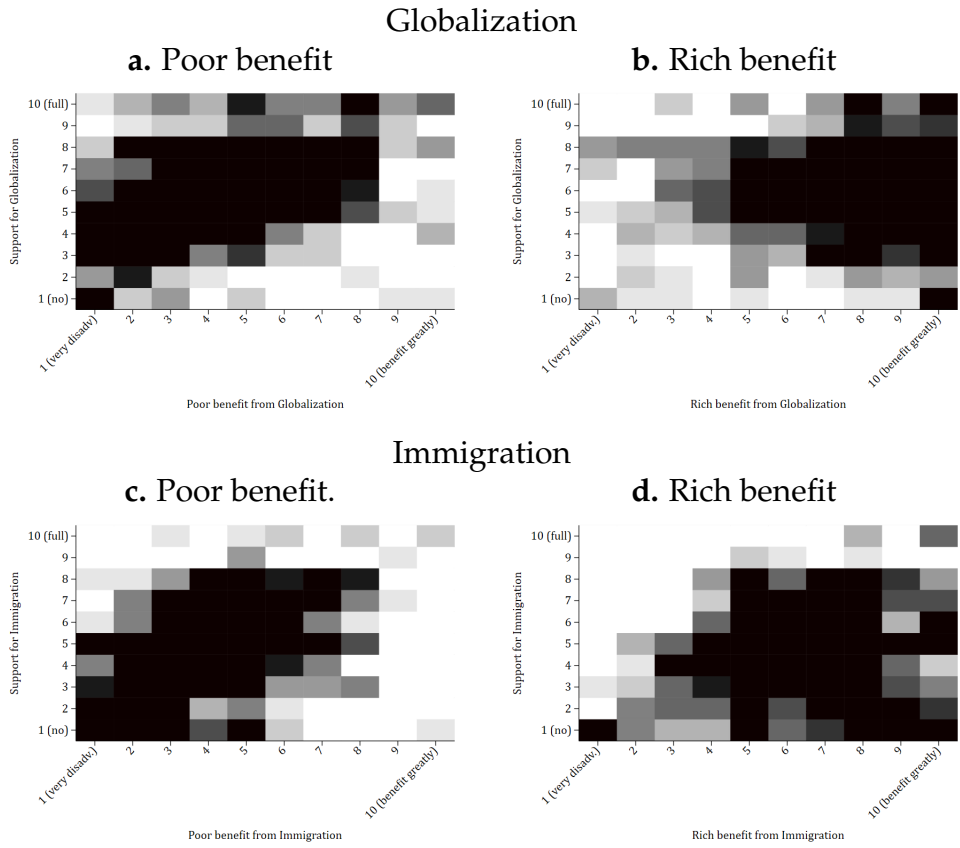 Globalization
a. Poor benefit
b. Rich benefit
10 (full)
9
8
7
6
5
4
3
2
1 (no)
Support for Globalization
1 (very disadv.)
2
3
4
5
6
7
8
9
10 (benefit greatly)
Poor benefit from Globalization
10 (full)
9
8
7
6
5
4
3
2
1 (no)
Support for Globalization
1 (very disadv.)
2
3
4
5
6
7
8
9
10 (benefit greatly)
Rich benefit from Globalization
Immigration
c. Poor benefit.
d. Rich benefit
10 (full)
9
8
7
6
5
4
3
2
1 (no)
Support for Immigration
1 (very disadv.)
2
3
4
5
6
7
8
9
10 (benefit greatly)
Poor benefit from Immigration
10 (full)
9
8
7
6
5
4
3
2
1 (no)
Support for Immigration
1 (very disadv.)
2
3
4
5
6
7
8
9
10 (benefit greatly)
Rich benefit from Immigration